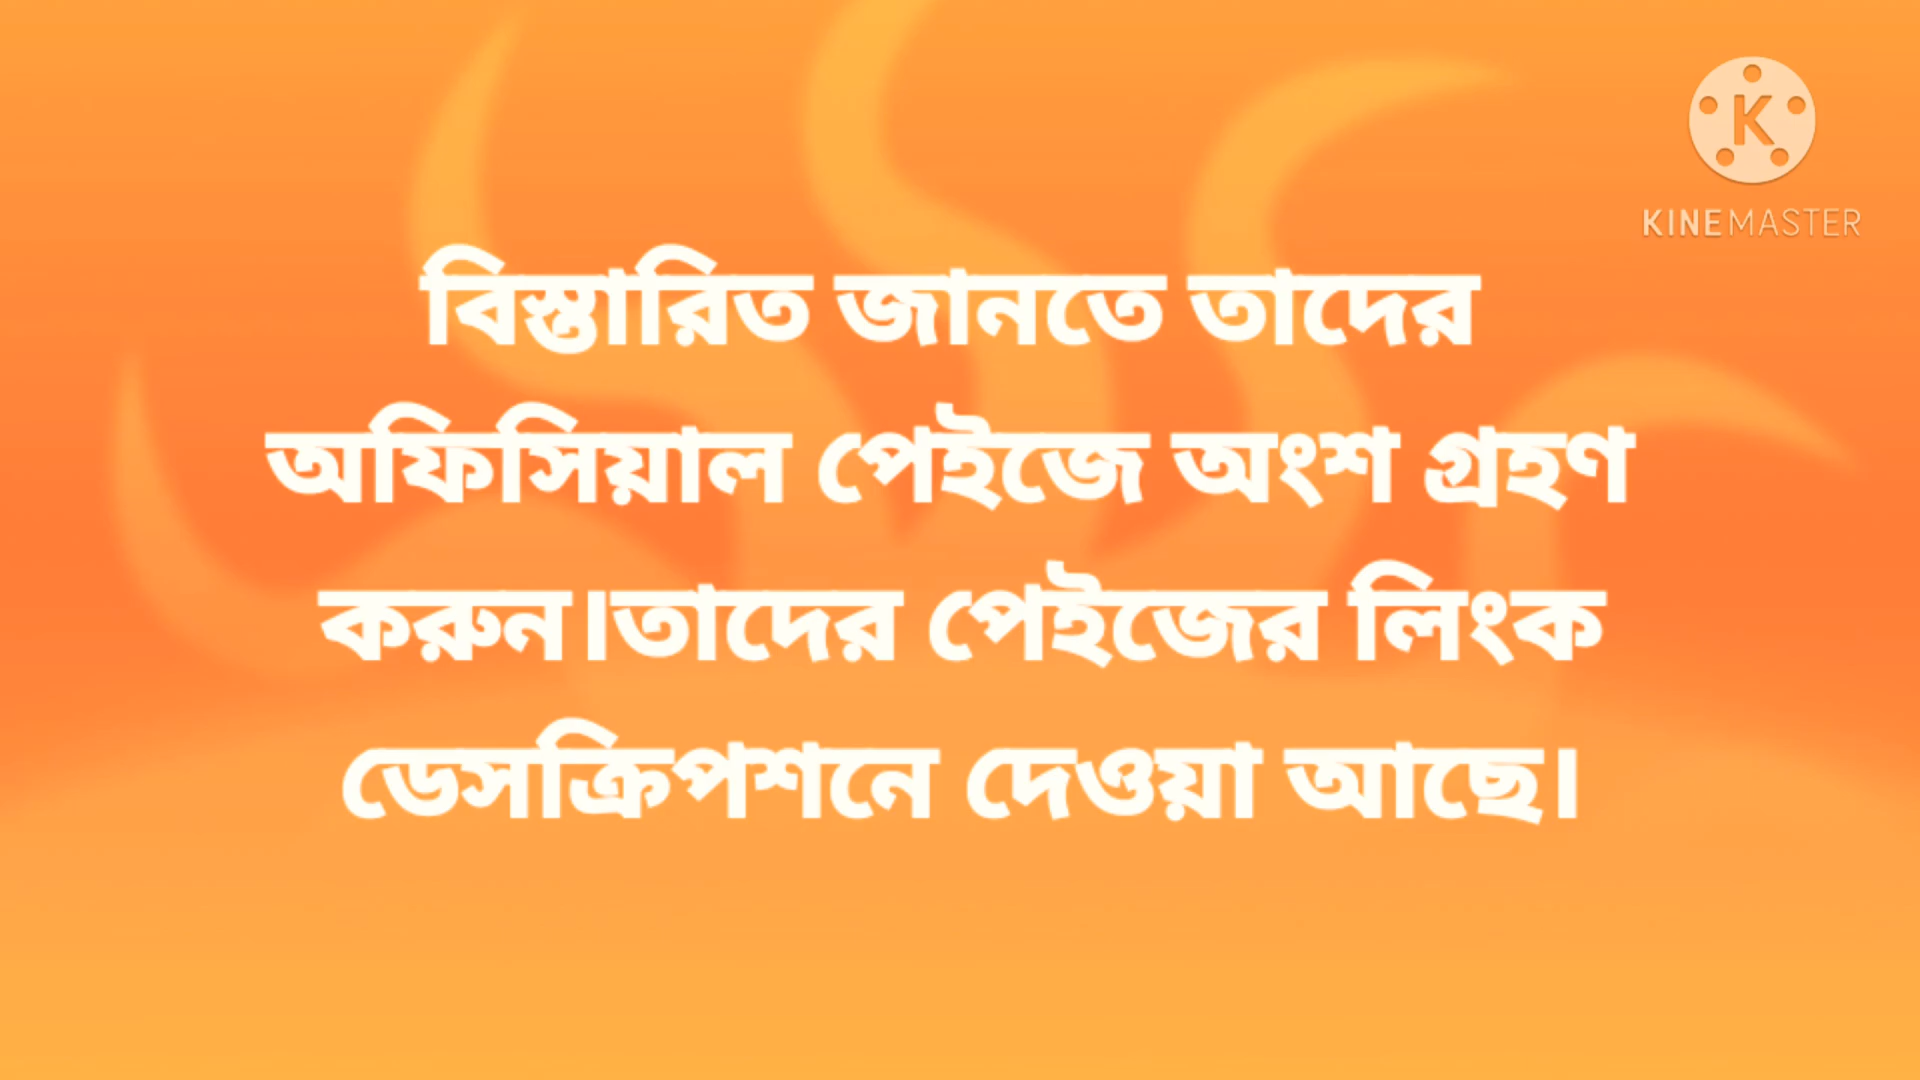 KINEMASTER
বিস্তারিত জানতে তাদের
অফিসিয়াল পেইজে অংশ গ্রহণ
করুন।তাদের পেইজের লিংক
ডেসক্রিপশনে দেওয়া আছে।